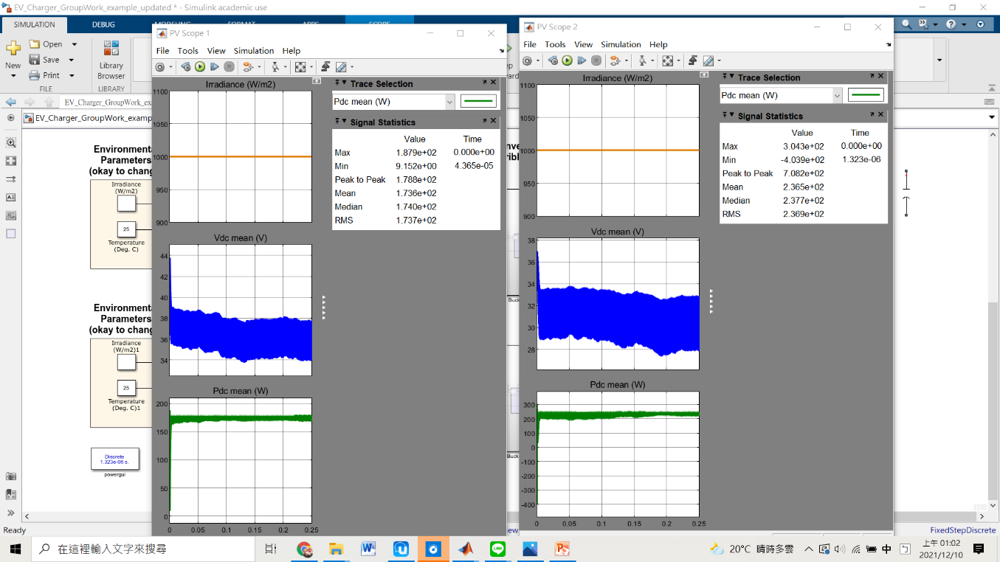 EV_Charger_GroupWork_example_updated * - Simulink academic use
SIMULATION
DEBUG
New
Open
Save
Print
FILE
Library
Browser
LIBRARY
EV_Charger_GroupWork_exa
EV_Charger_GroupWork_examp
Environmenta
Parameters
(okay to chang
Irradiance
(W/m2)
25
Temperature
(Deg. C)
Environmenta
Parameters
(okay to chang
Irradiance
(W/m2)1
25
Temperature
(Deg. C)1
Discrete
1.323e-06 s.
powergui
PV Scope 1
File Tools View Simulation Help
Irradiance (W/m2)
1100
1050
1000
950
900
Vdc mean (V)
44
42
40
38
36
34
Pdc mean (W)
200
150
100
50
0
0 0.05 0.1 0.15 0.2 0.25
Trace Selection
Pdc mean (W)
Signal Statistics
Value Time
Max 1.879e+02 0.000e+00
Min 9.152e+00 4.365e-05
Peak to Peak 1.788e+02
Mean 1.736e+02
Median 1.740e+02
RMS 1.737e+02
PV Scope 2
File Tools View Simulation Help
Irradiance (W/m2)
1100
1050
1000
950
900
Vdc mean (V)
38
36
34
32
30
28
Pdc mean (W)
300
200
100
0
-100
-200
-300
-400
0 0.05 0.1 0.15 0.2 0.25
Trace Selection
Pdc mean (W)
Signal Statistics
Value Time
Max 3.043e+02 0.000e+00
Min -4.039e+02 1.323e-06
Peak to Peak 7.082e+02
Mean 2.365e+02
Median 2.377e+02
RMS 2.369e+02
Buck
Buck
Ready
FixedStepDiscrete
在這裡輸入文字來搜尋
20°C 晴時多雲
中
上午 01:02
2021/12/10